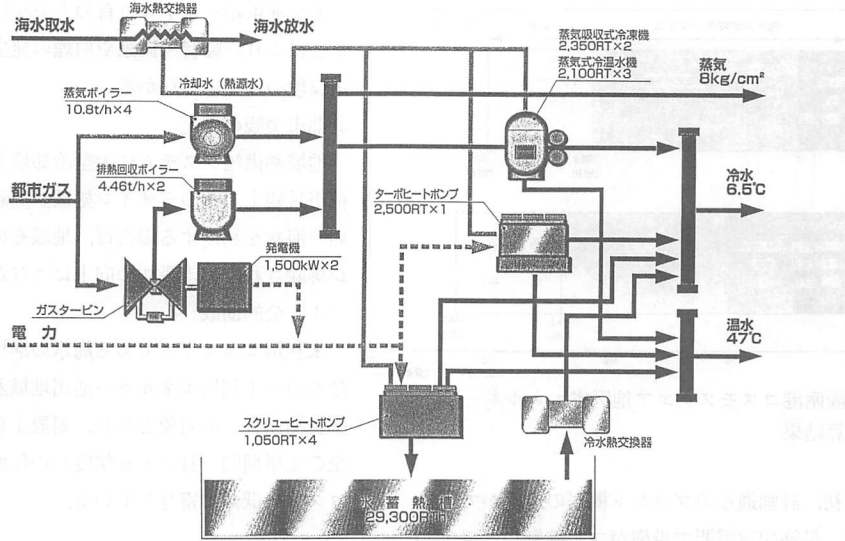 海水熱交換器
海水取水
海水放水
冷却水(熱源水)
蒸気吸収式冷凍機
2,350RT×2
蒸気式冷温水機
2,100RT×3
蒸気
8kg/cm²
蒸気ボイラー
10.8t/h×4
排熱回収ボイラー
4.46t/h×2
都市ガス
ターボヒートポンプ
2,500RT×1
冷水
6.5℃
発電機
1,500kW×2
ガスタービン
電 力
温水
47℃
スクリューヒートポンプ
1,050RT×4
冷水熱交換器
氷 蓄 熱 槽
29,300RTh